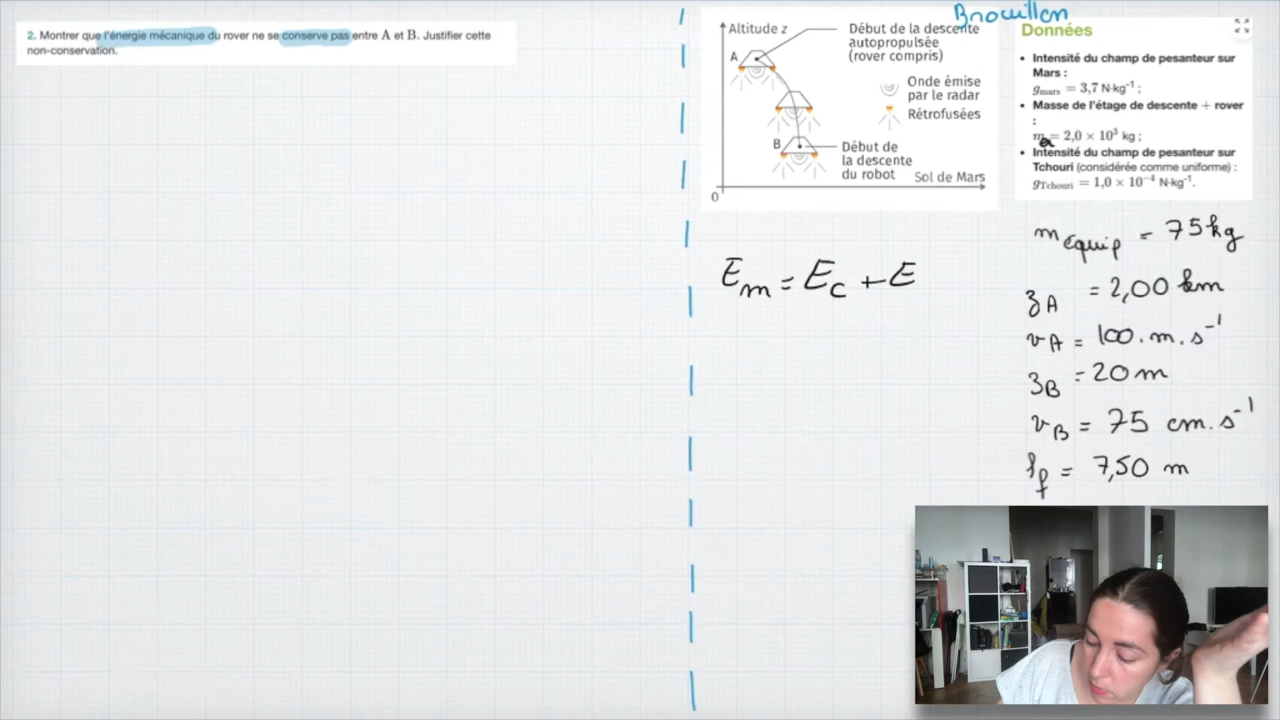 2. Montrer que l'énergie mécanique du rover ne se conserve pas entre A et B. Justifier cette
non-conservation.
Brouillon
Altitude z
A
Début de la descente
autopropulsée
(rover compris)
Onde émise
par le radar
Rétrofusées
B
Début de
la descente
du robot
Sol de Mars
0
Données
• Intensité du champ de pesanteur sur
Mars :
gmars = 3,7 N·kg⁻¹ ;
• Masse de l'étage de descente + rover
:
= 2,0 × 10³ kg ;
• Intensité du champ de pesanteur sur
Tchouri (considérée comme uniforme) :
gTchouri = 1,0 × 10⁻⁴ N·kg⁻¹.
m équip = 75 kg
zA = 2,00 km
vA = 100. m. s⁻¹
zB = 20 m
vB = 75 cm. s⁻¹
= 7,50 m
Em = Ec + E